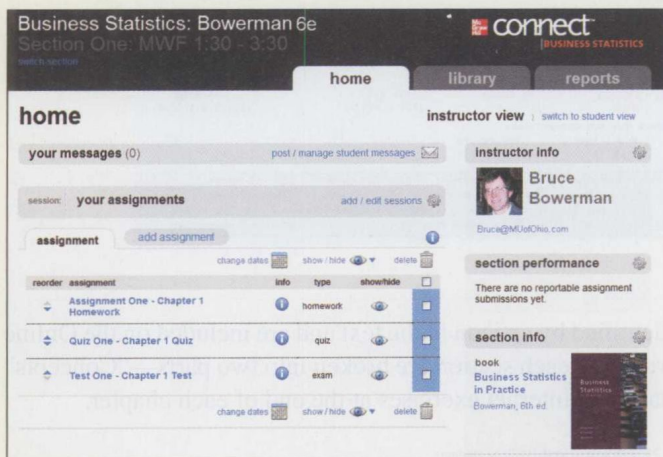 Business Statistics: Bowerman 6e
Section One: MWF 1:30 - 3:30
switch section
connect
BUSINESS STATISTICS
home
library
reports
home
instructor view | switch to student view
your messages (0)
post / manage student messages
session: your assignments
add / edit sessions
assignment
add assignment
change dates
show / hide
delete
reorder
assignment
info
type
show/hide
Assignment One - Chapter 1
Homework
homework
Quiz One - Chapter 1 Quiz
quiz
Test One - Chapter 1 Test
exam
change dates
show / hide
delete
instructor info
Bruce
Bowerman
Bruce@MUofOhio.com
section performance
There are no reportable assignment
submissions yet.
section info
book
Business Statistics
in Practice
Bowerman, 6th ed.
Business
Statistics